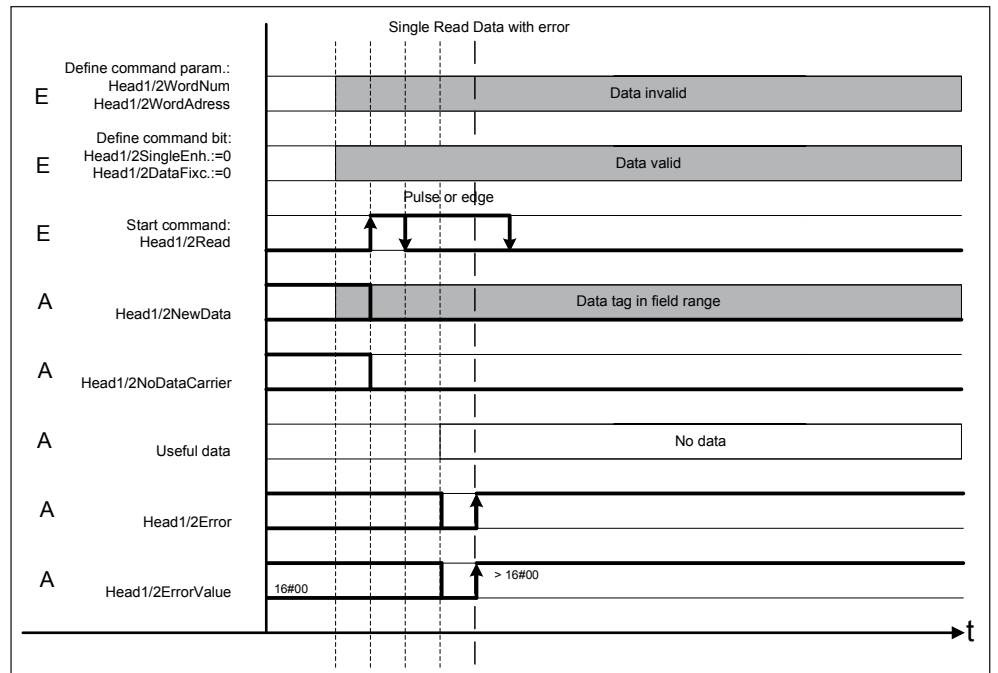 Single Read Data with error
Define command param.:
Head1/2WordNum
Head1/2WordAdress
E
Data invalid
Define command bit:
Head1/2SingleEnh.:=0
Head1/2DataFixc.:=0
E
Data valid
Pulse or edge
Start command:
Head1/2Read
E
A
Head1/2NewData
Data tag in field range
A
Head1/2NoDataCarrier
A
Useful data
No data
A
Head1/2Error
A
Head1/2ErrorValue
16#00
> 16#00
t